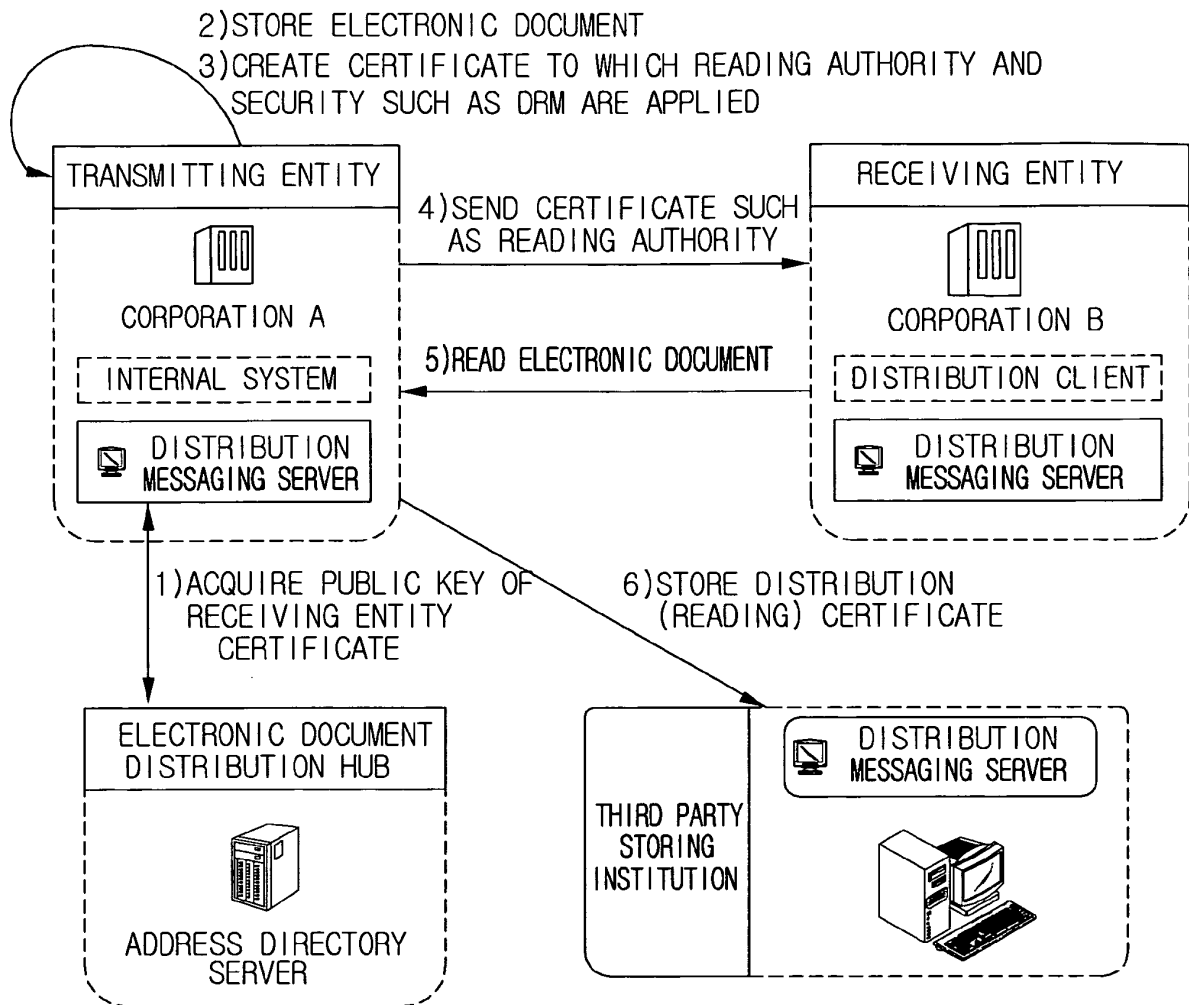 2)STORE ELECTRONIC DOCUMENT
3)CREATE CERTIFICATE TO WHICH READING AUTHORITY AND
SECURITY SUCH AS DRM ARE APPLIED
TRANSMITTING ENTITY
CORPORATION A
INTERNAL SYSTEM
DISTRIBUTION
MESSAGING SERVER
4)SEND CERTIFICATE SUCH
AS READING AUTHORITY
5)READ ELECTRONIC DOCUMENT
RECEIVING ENTITY
CORPORATION B
DISTRIBUTION CLIENT
DISTRIBUTION
MESSAGING SERVER
1)ACQUIRE PUBLIC KEY OF
RECEIVING ENTITY
CERTIFICATE
6)STORE DISTRIBUTION
(READING) CERTIFICATE
ELECTRONIC DOCUMENT
DISTRIBUTION HUB
ADDRESS DIRECTORY
SERVER
THIRD PARTY
STORING
INSTITUTION
DISTRIBUTION
MESSAGING SERVER